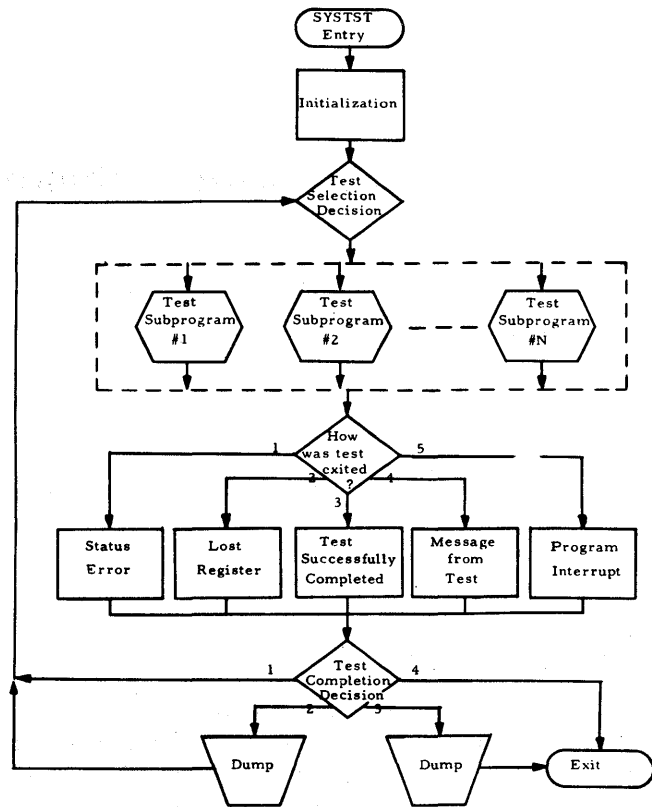 SYSTST
Entry
Initialization
Test
Selection
Decision
Test
Subprogram
#1
Test
Subprogram
#2
Test
Subprogram
#N
How
was test
exited
?
1
2
3
4
5
Status
Error
Lost
Register
Test
Successfully
Completed
Message
from
Test
Program
Interrupt
Test
Completion
Decision
1
2
3
4
Dump
Dump
Exit